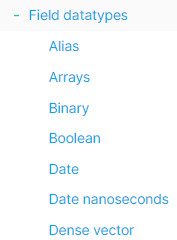 - Field datatypes
Alias
Arrays
Binary
Boolean
Date
Date nanoseconds
Dense vector